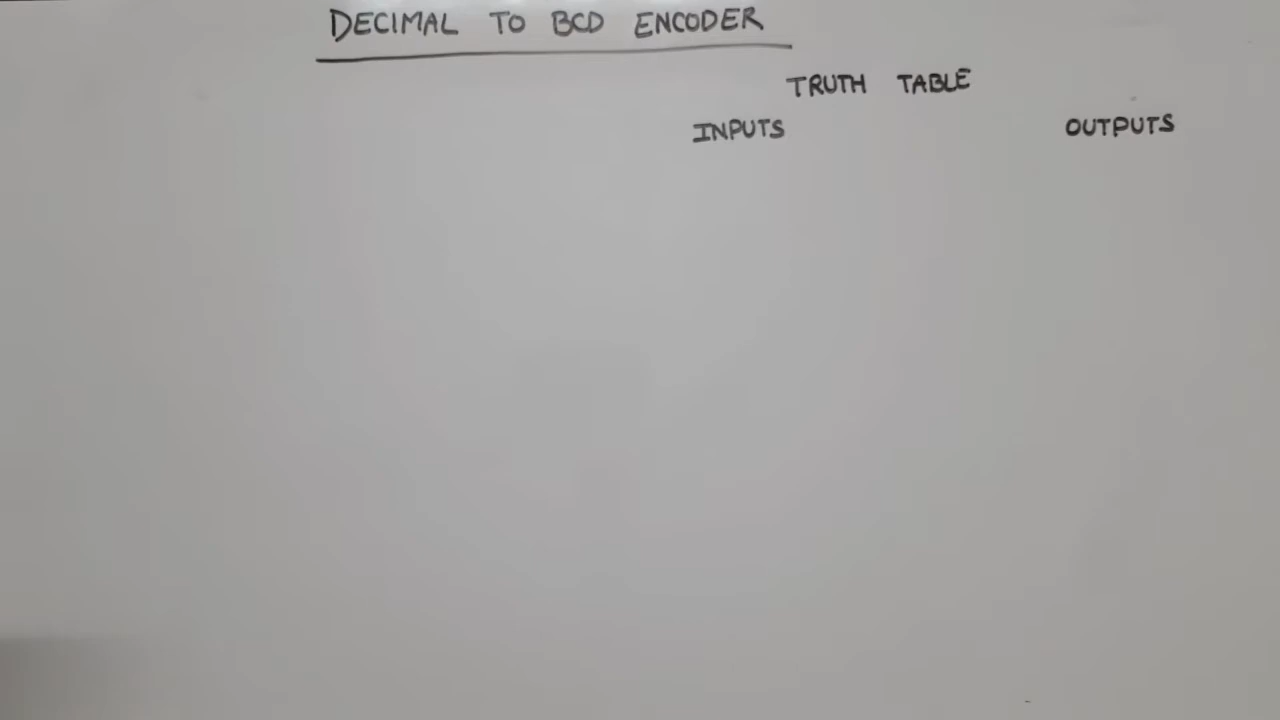 DECIMAL TO BCD ENCODER
TRUTH TABLE
INPUTS OUTPUTS